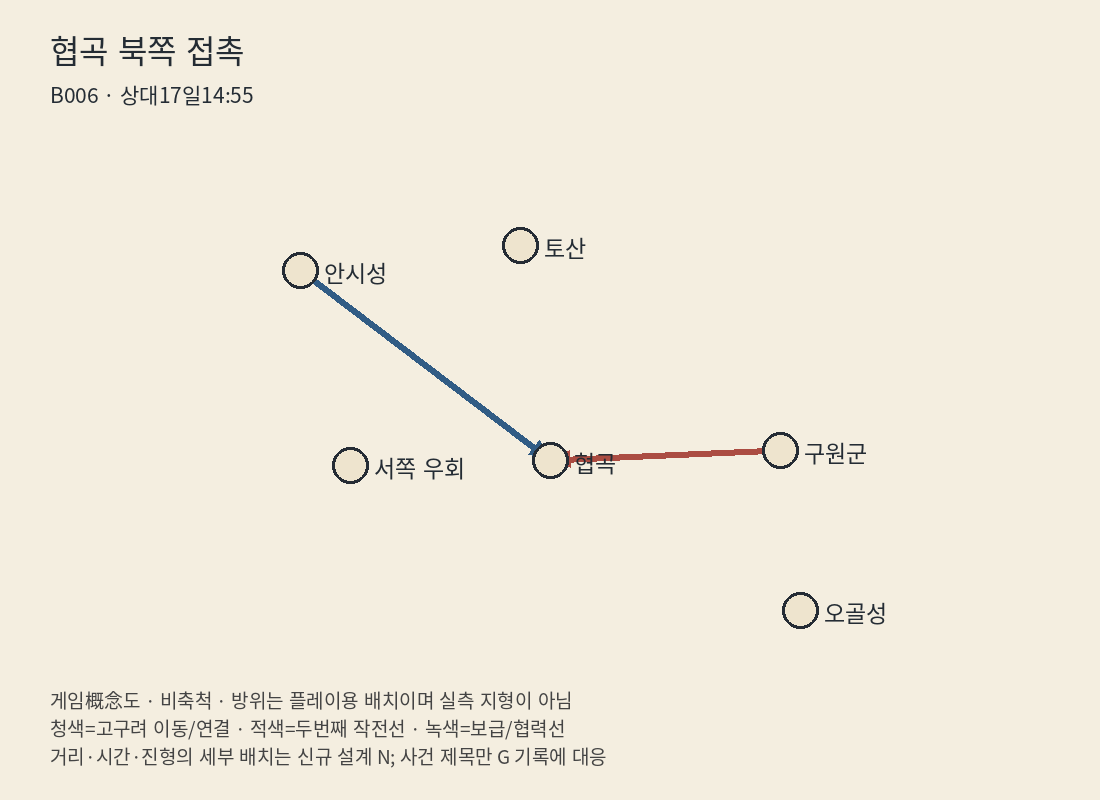 협곡 북쪽 접촉
B006 · 상대17일14:55
토산
안시성
구원군
협곡
서쪽 우회
오골성
게임概念도 · 비축척 · 방위는 플레이용 배치이며 실측 지형이 아님
청색=고구려 이동/연결 · 적색=두번째 작전선 · 녹색=보급/협력선
거리·시간·진형의 세부 배치는 신규 설계 N; 사건 제목만 G 기록에 대응